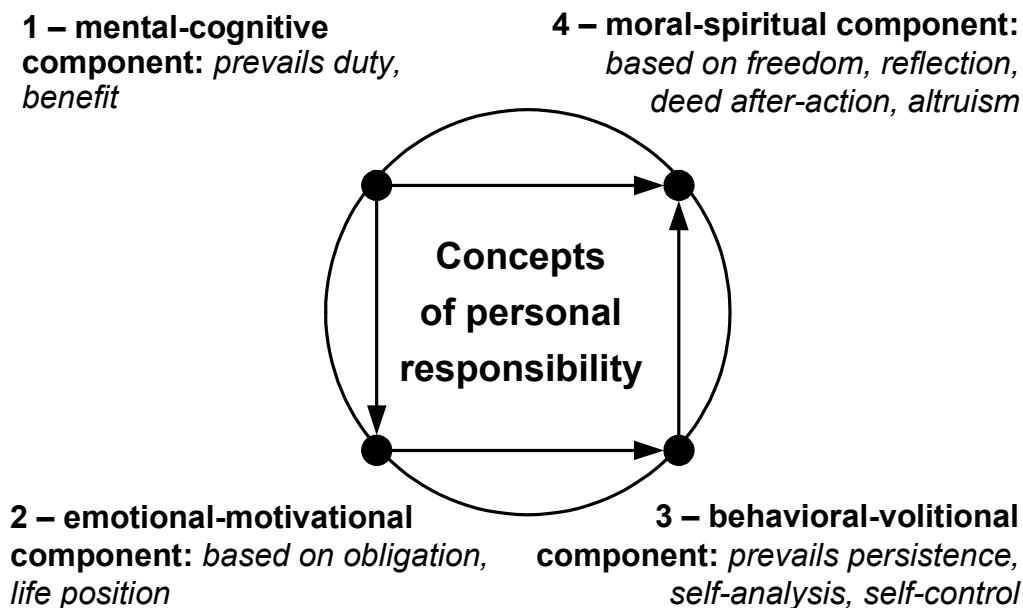 1 – mental-cognitive
component: prevails duty,
benefit
4 – moral-spiritual component:
based on freedom, reflection,
deed after-action, altruism
Concepts
of personal
responsibility
2 – emotional-motivational
component: based on obligation,
life position
3 – behavioral-volitional
component: prevails persistence,
self-analysis, self-control